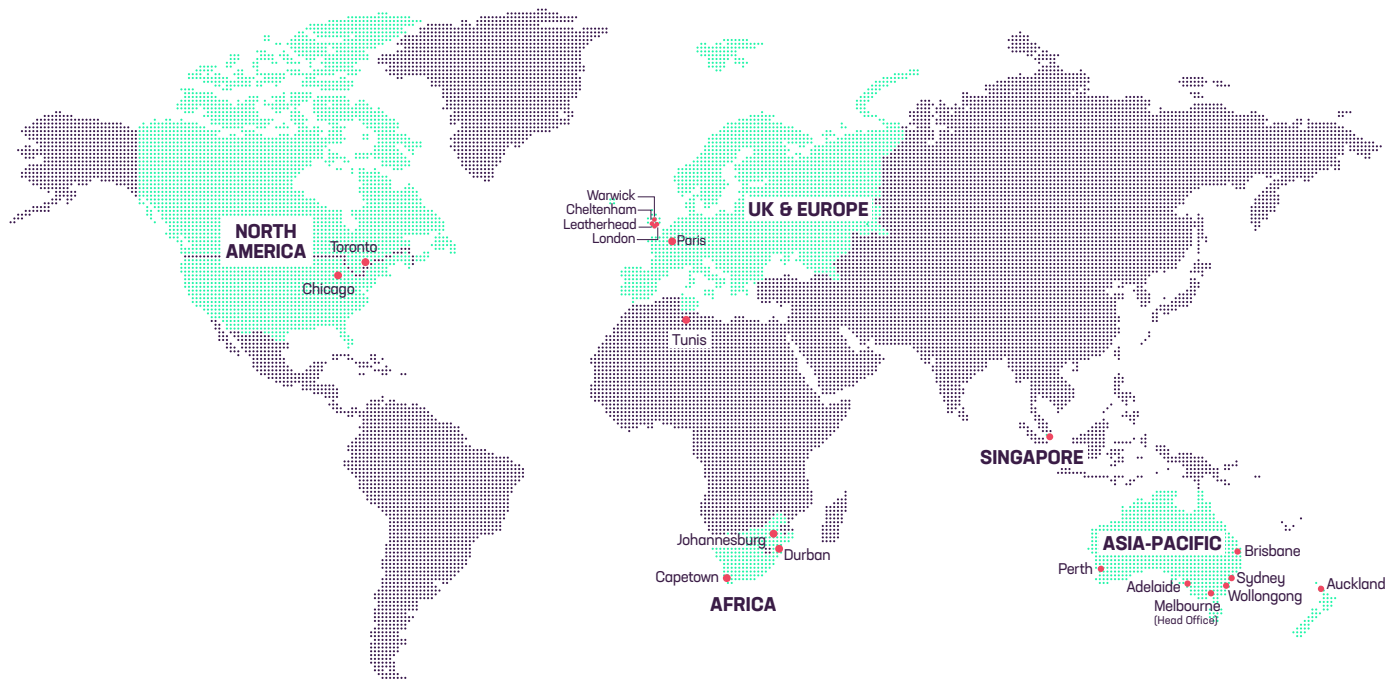 NORTH
AMERICA
Toronto
Chicago
Warwick
Cheltenham
Leatherhead
London
Paris
UK & EUROPE
Tunis
Johannesburg
Durban
Capetown
AFRICA
SINGAPORE
ASIA-PACIFIC
Brisbane
Perth
Adelaide
Sydney
Wollongong
Melbourne
(Head Office)
Auckland